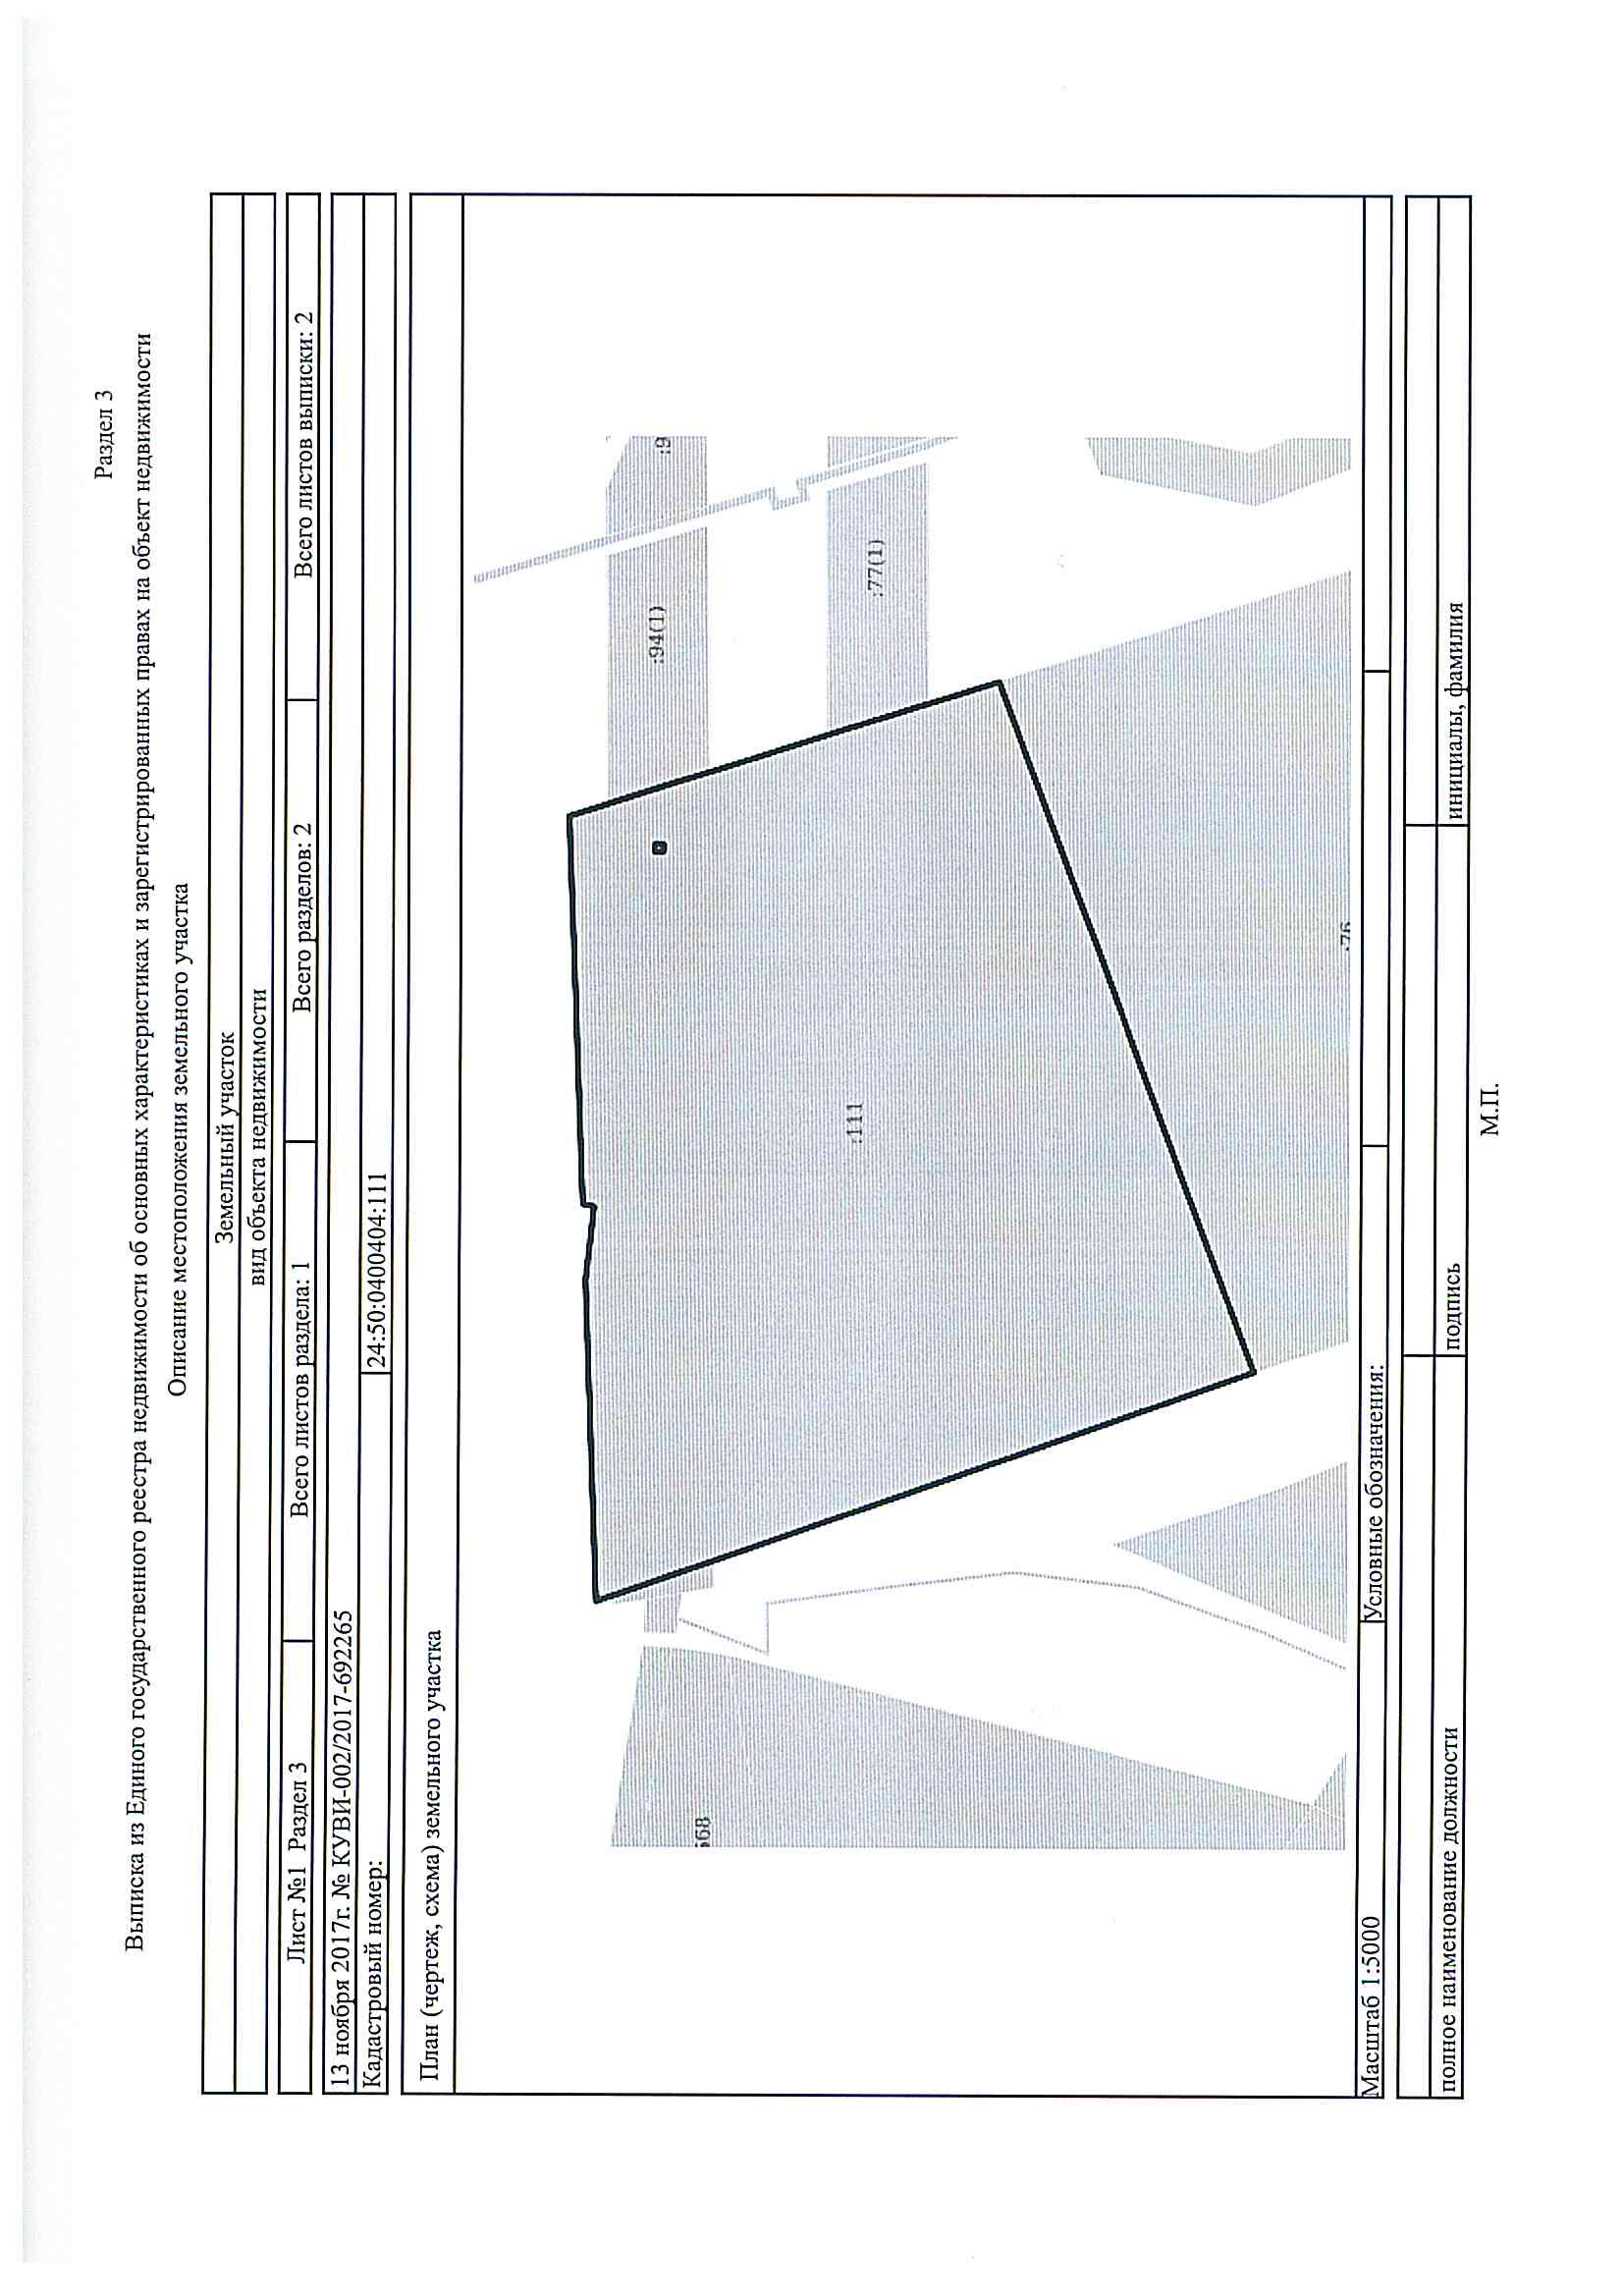 Раздел 3
Выписка из Единого государственного реестра недвижимости об основных характеристиках и зарегистрированных правах на объект недвижимости
Описание местоположения земельного участка
Земельный участок
вид объекта недвижимости
Лист №1 Раздел 3
Всего листов раздела: 1
Всего разделов: 2
Всего листов выписки: 2
13 ноября 2017г. № КУВИ-002/2017-692265
Кадастровый номер:
24:50:0400404:111
План (чертеж, схема) земельного участка
:9
:94(1)
:77(1)
:111
568
:76
Масштаб 1:5000
Условные обозначения:
полное наименование должности
подпись
инициалы, фамилия
М.П.